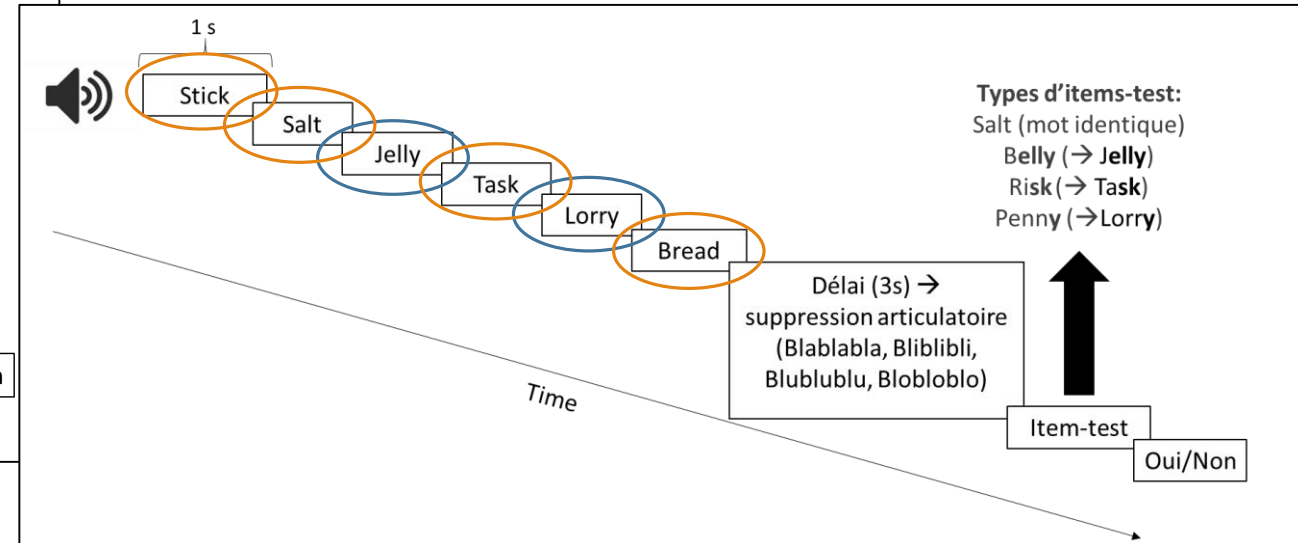 1 s
Stick
Salt
Jelly
Task
Lorry
Bread
Délai (3s) →
suppression articulatoire
(Blablabla, Bliblibli,
Blublublu, Blobloblo)
Time
Types d'items-test:
Salt (mot identique)
Belly (→ Jelly)
Risk (→ Task)
Penny (→Lorry)
Item-test
Oui/Non